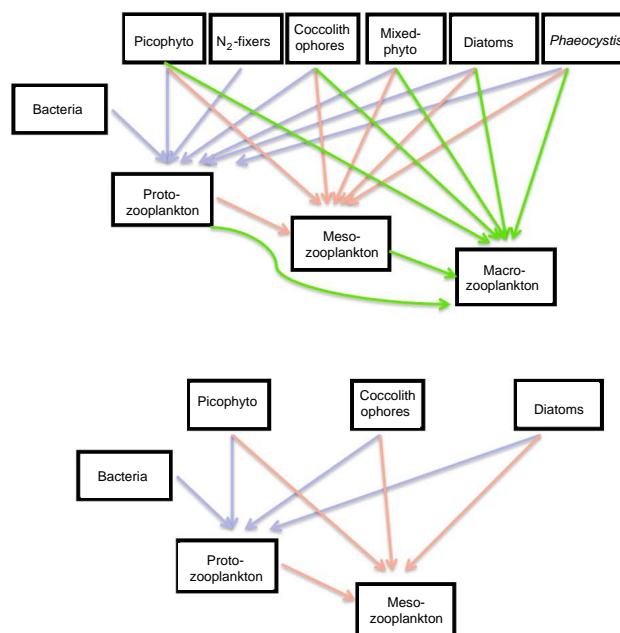 Picophyto
N₂-fixers
Coccolith
ophores
Mixed-
phyto
Diatoms
Phaeocystis
Bacteria
Proto-
zooplankton
Meso-
zooplankton
Macro-
zooplankton
Picophyto
Coccolith
ophores
Diatoms
Bacteria
Proto-
zooplankton
Meso-
zooplankton